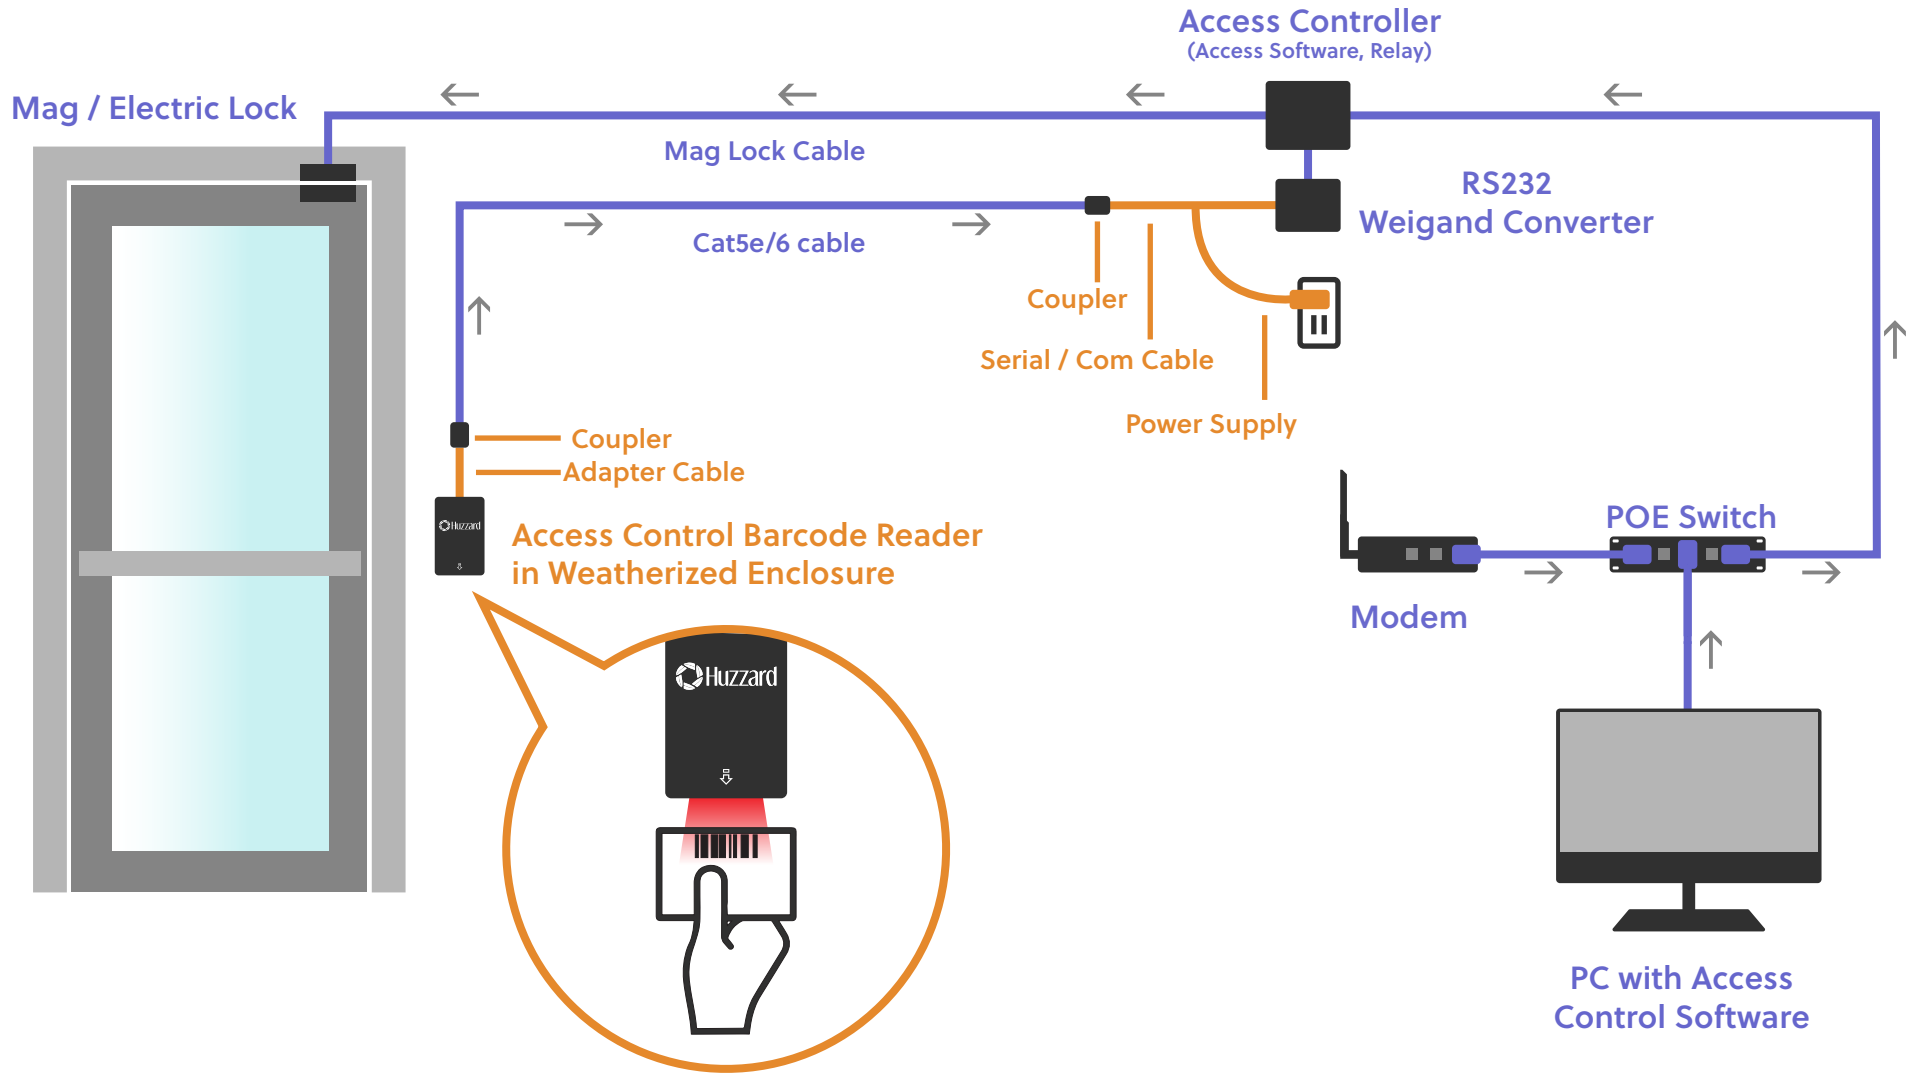 Access Controller
(Access Software, Relay)
Mag / Electric Lock
Mag Lock Cable
RS232
Weigand Converter
Cat5e/6 cable
Coupler
Serial / Com Cable
Power Supply
Coupler
Adapter Cable
Huzzard
Access Control Barcode Reader
in Weatherized Enclosure
POE Switch
Modem
Huzzard
PC with Access
Control Software